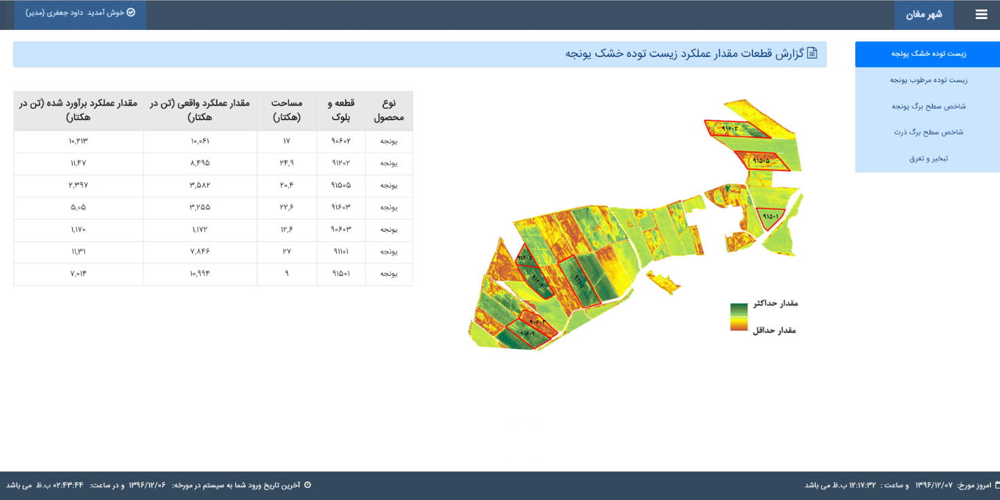 شهر مغان
خوش آمدید داود جعفری (مدیر)
زیست توده خشک یونجه
زیست توده مرطوب یونجه
شاخص سطح برگ یونجه
شاخص سطح برگ ذرت
تبخیر و تعرق
گزارش قطعات مقدار عملکرد زیست توده خشک یونجه
۹۱۶۰۳
۹۱۵۰۵
۹۱۵۰۱
۹۱۲۰۵
۹۱۲۰۲
۹۱۱۰۱
۹۰۶۰۳
۹۰۶۰۲
مقدار حداکثر
مقدار حداقل
نوع محصول قطعه و بلوک مساحت (هکتار) مقدار عملکرد واقعی (تن در هکتار) مقدار عملکرد برآورد شده (تن در هکتار)
یونجه ۹۰۶۰۲ ۱۷ ۱۰,۰۶۱ ۱۰,۲۱۳
یونجه ۹۱۲۰۲ ۲۴,۹ ۸,۴۹۵ ۱۱,۴۷
یونجه ۹۱۵۰۵ ۲۰,۴ ۳,۵۸۲ ۲,۳۹۷
یونجه ۹۱۶۰۳ ۲۲,۶ ۳,۲۵۵ ۵,۰۵
یونجه ۹۰۶۰۳ ۱۲,۶ ۱,۱۷۲ ۱,۱۷۰
یونجه ۹۱۱۰۱ ۲۷ ۷,۸۴۶ ۱۱,۳۱
یونجه ۹۱۵۰۱ ۹ ۱۰,۹۹۴ ۷,۰۱۴
امروز مورخ: ۱۳۹۶/۱۲/۰۷ و ساعت : ۱۲:۱۷:۳۲ ب.ظ می باشد
آخرین تاریخ ورود شما به سیستم در مورخه: ۱۳۹۶/۱۲/۰۶ و در ساعت: ۰۲:۴۳:۴۴ ب.ظ می باشد